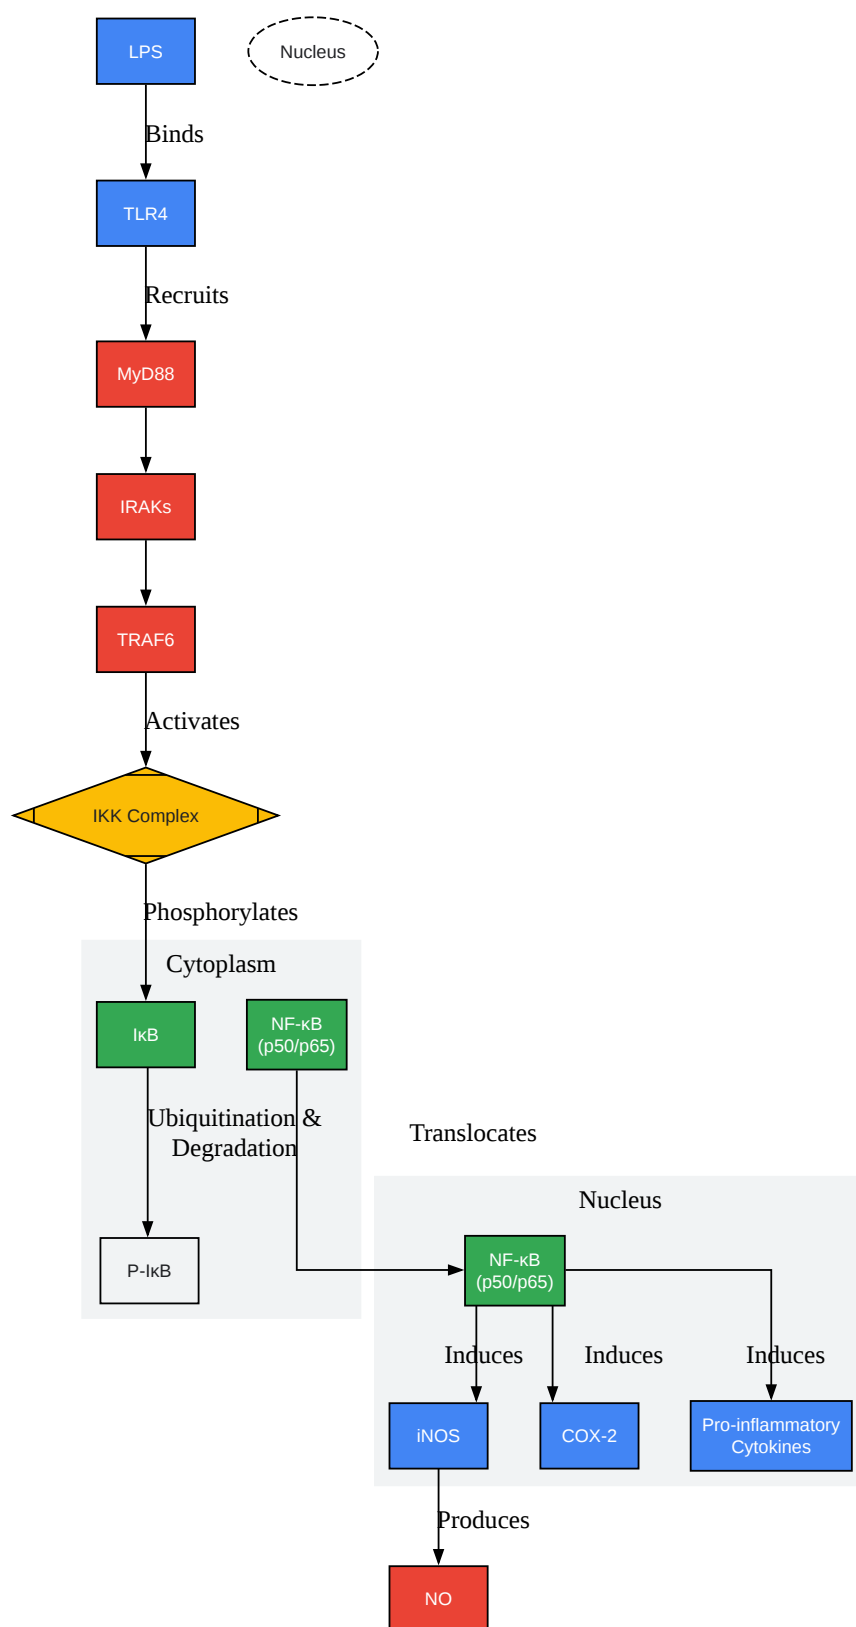 LPS
Nucleus
Binds
TLR4
Recruits
MyD88
IRAKs
TRAF6
Activates
IKK Complex
Phosphorylates
Cytoplasm
IκB
NF-κB
(p50/p65)
Ubiquitination &
Degradation
Translocates
Nucleus
P-IκB
NF-κB
(p50/p65)
Induces
Induces
Induces
iNOS
COX-2
Pro-inflammatory
Cytokines
Produces
NO